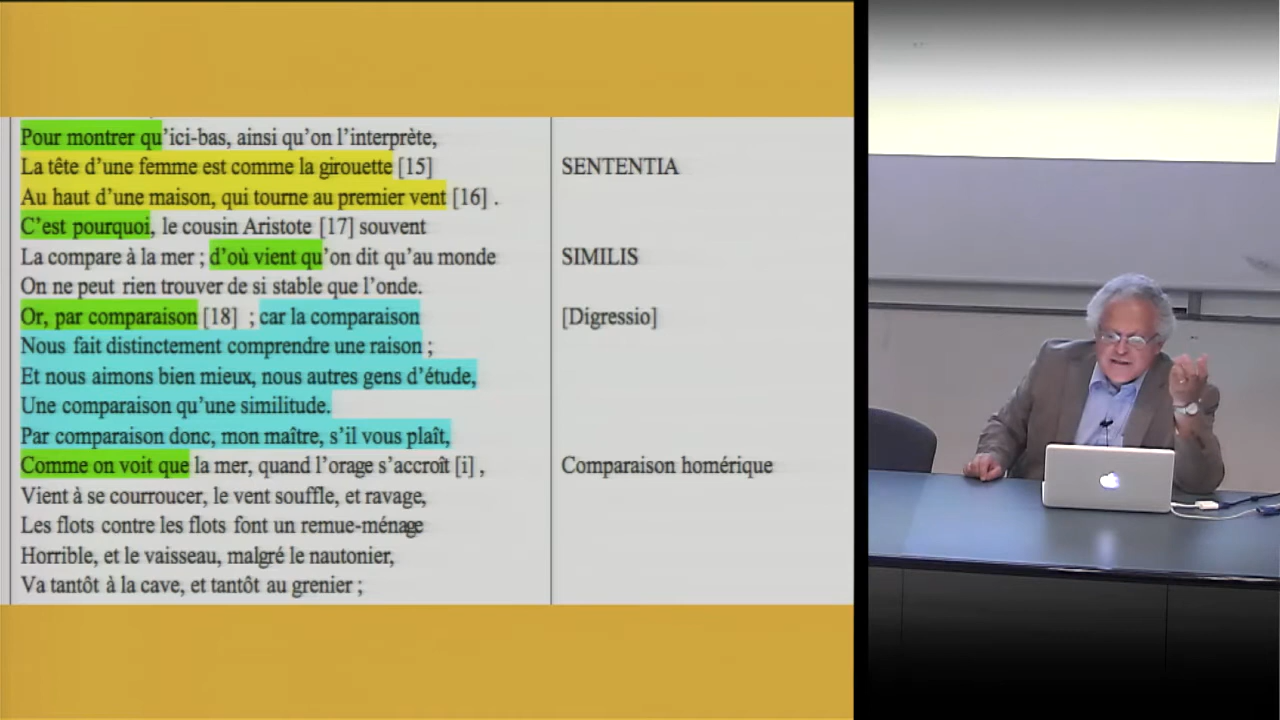 Pour montrer qu’ici-bas, ainsi qu’on l’interprète,
La tête d’une femme est comme la girouette [15] SENTENTIA
Au haut d’une maison, qui tourne au premier vent [16] .
C’est pourquoi, le cousin Aristote [17] souvent
La compare à la mer ; d’où vient qu’on dit qu’au monde SIMILIS
On ne peut rien trouver de si stable que l’onde.
Or, par comparaison [18] ; car la comparaison [Digressio]
Nous fait distinctement comprendre une raison ;
Et nous aimons bien mieux, nous autres gens d’étude,
Une comparaison qu’une similitude.
Par comparaison donc, mon maître, s’il vous plaît,
Comme on voit que la mer, quand l’orage s’accroît [i] , Comparaison homérique
Vient à se courroucer, le vent souffle, et ravage,
Les flots contre les flots font un remue-ménage
Horrible, et le vaisseau, malgré le nautonier,
Va tantôt à la cave, et tantôt au grenier ;